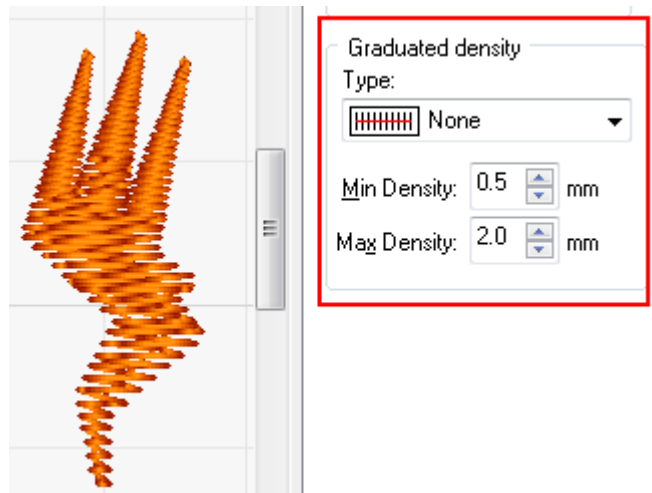 Graduated density
Type:
None
Min Density: 0.5 mm
Max Density: 2.0 mm